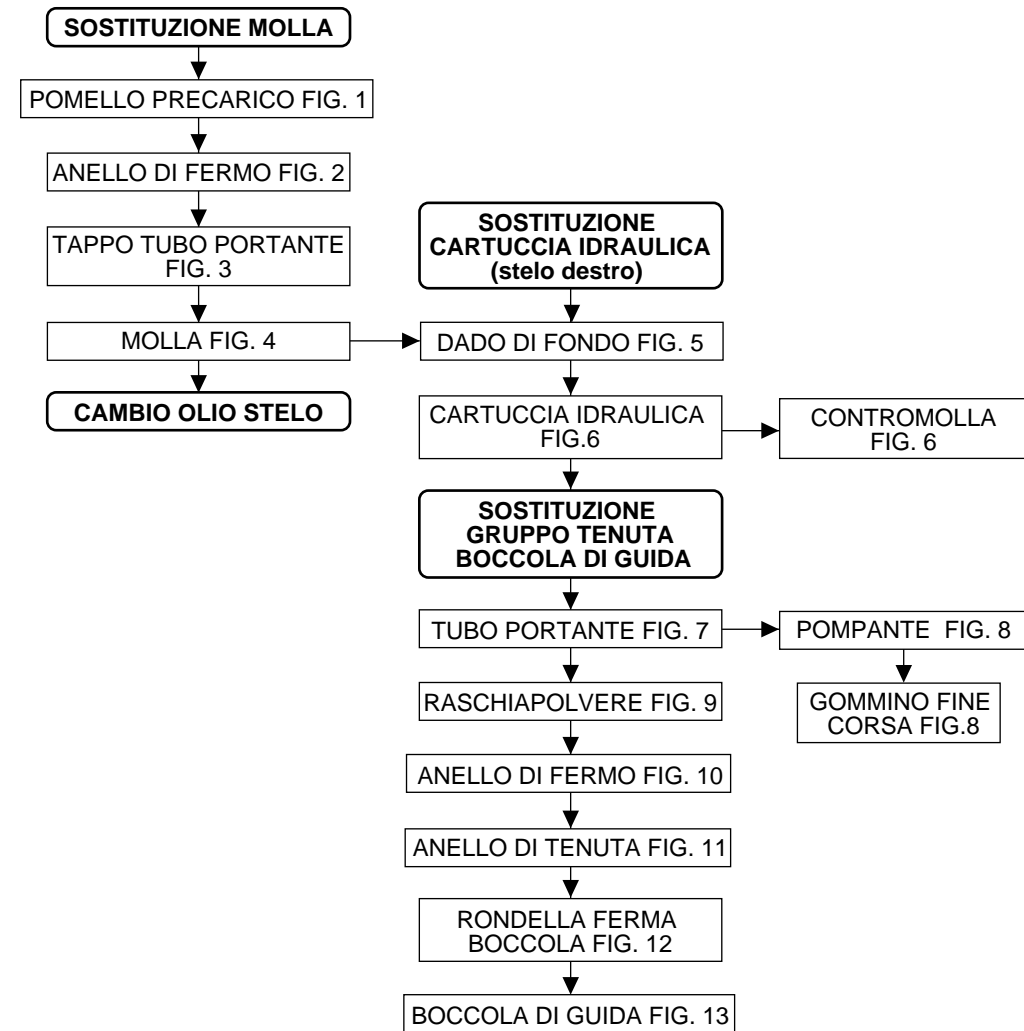 SOSTITUZIONE MOLLA
POMELLO PRECARICO FIG. 1
ANELLO DI FERMO FIG. 2
TAPPO TUBO PORTANTE
FIG. 3
MOLLA FIG. 4
CAMBIO OLIO STELO
SOSTITUZIONE
CARTUCCIA IDRAULICA
(stelo destro)
DADO DI FONDO FIG. 5
CARTUCCIA IDRAULICA
FIG.6
CONTROMOLLA
FIG. 6
SOSTITUZIONE
GRUPPO TENUTA
BOCCOLA DI GUIDA
TUBO PORTANTE FIG. 7
POMPANTE FIG. 8
GOMMINO FINE
CORSA FIG.8
RASCHIAPOLVERE FIG. 9
ANELLO DI FERMO FIG. 10
ANELLO DI TENUTA FIG. 11
RONDELLA FERMA
BOCCOLA FIG. 12
BOCCOLA DI GUIDA FIG. 13